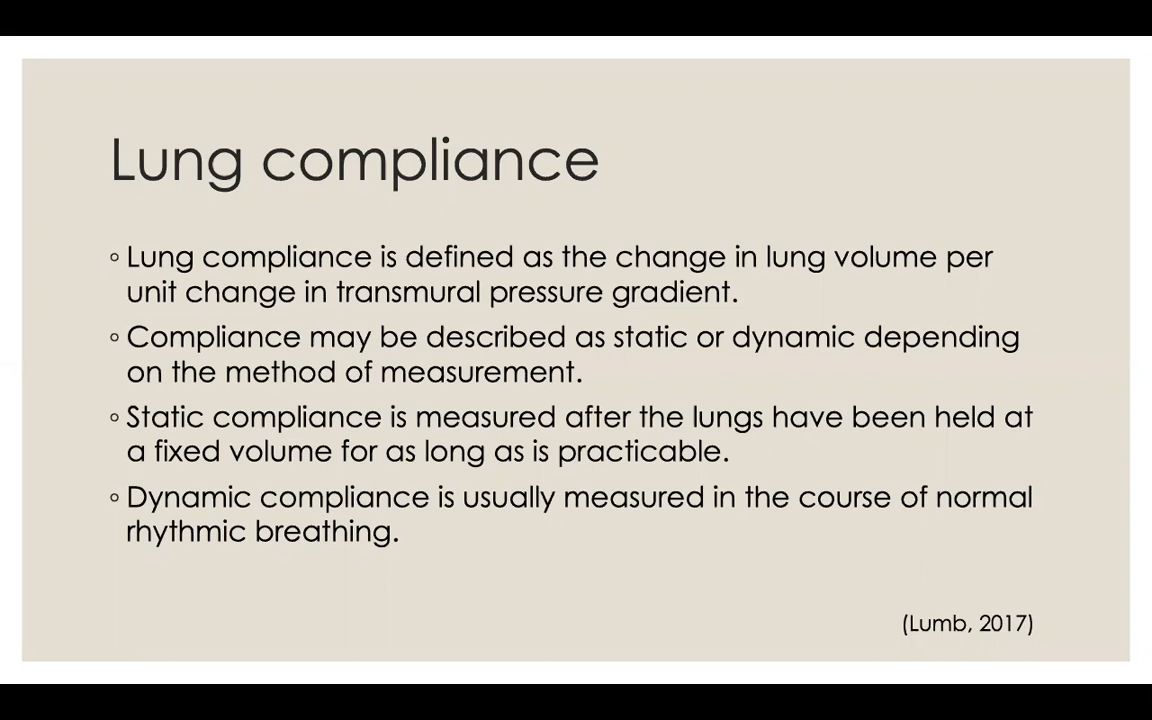 Lung compliance
◦ Lung compliance is defined as the change in lung volume per
unit change in transmural pressure gradient.
◦ Compliance may be described as static or dynamic depending
on the method of measurement.
◦ Static compliance is measured after the lungs have been held at
a fixed volume for as long as is practicable.
◦ Dynamic compliance is usually measured in the course of normal
rhythmic breathing.
(Lumb, 2017)